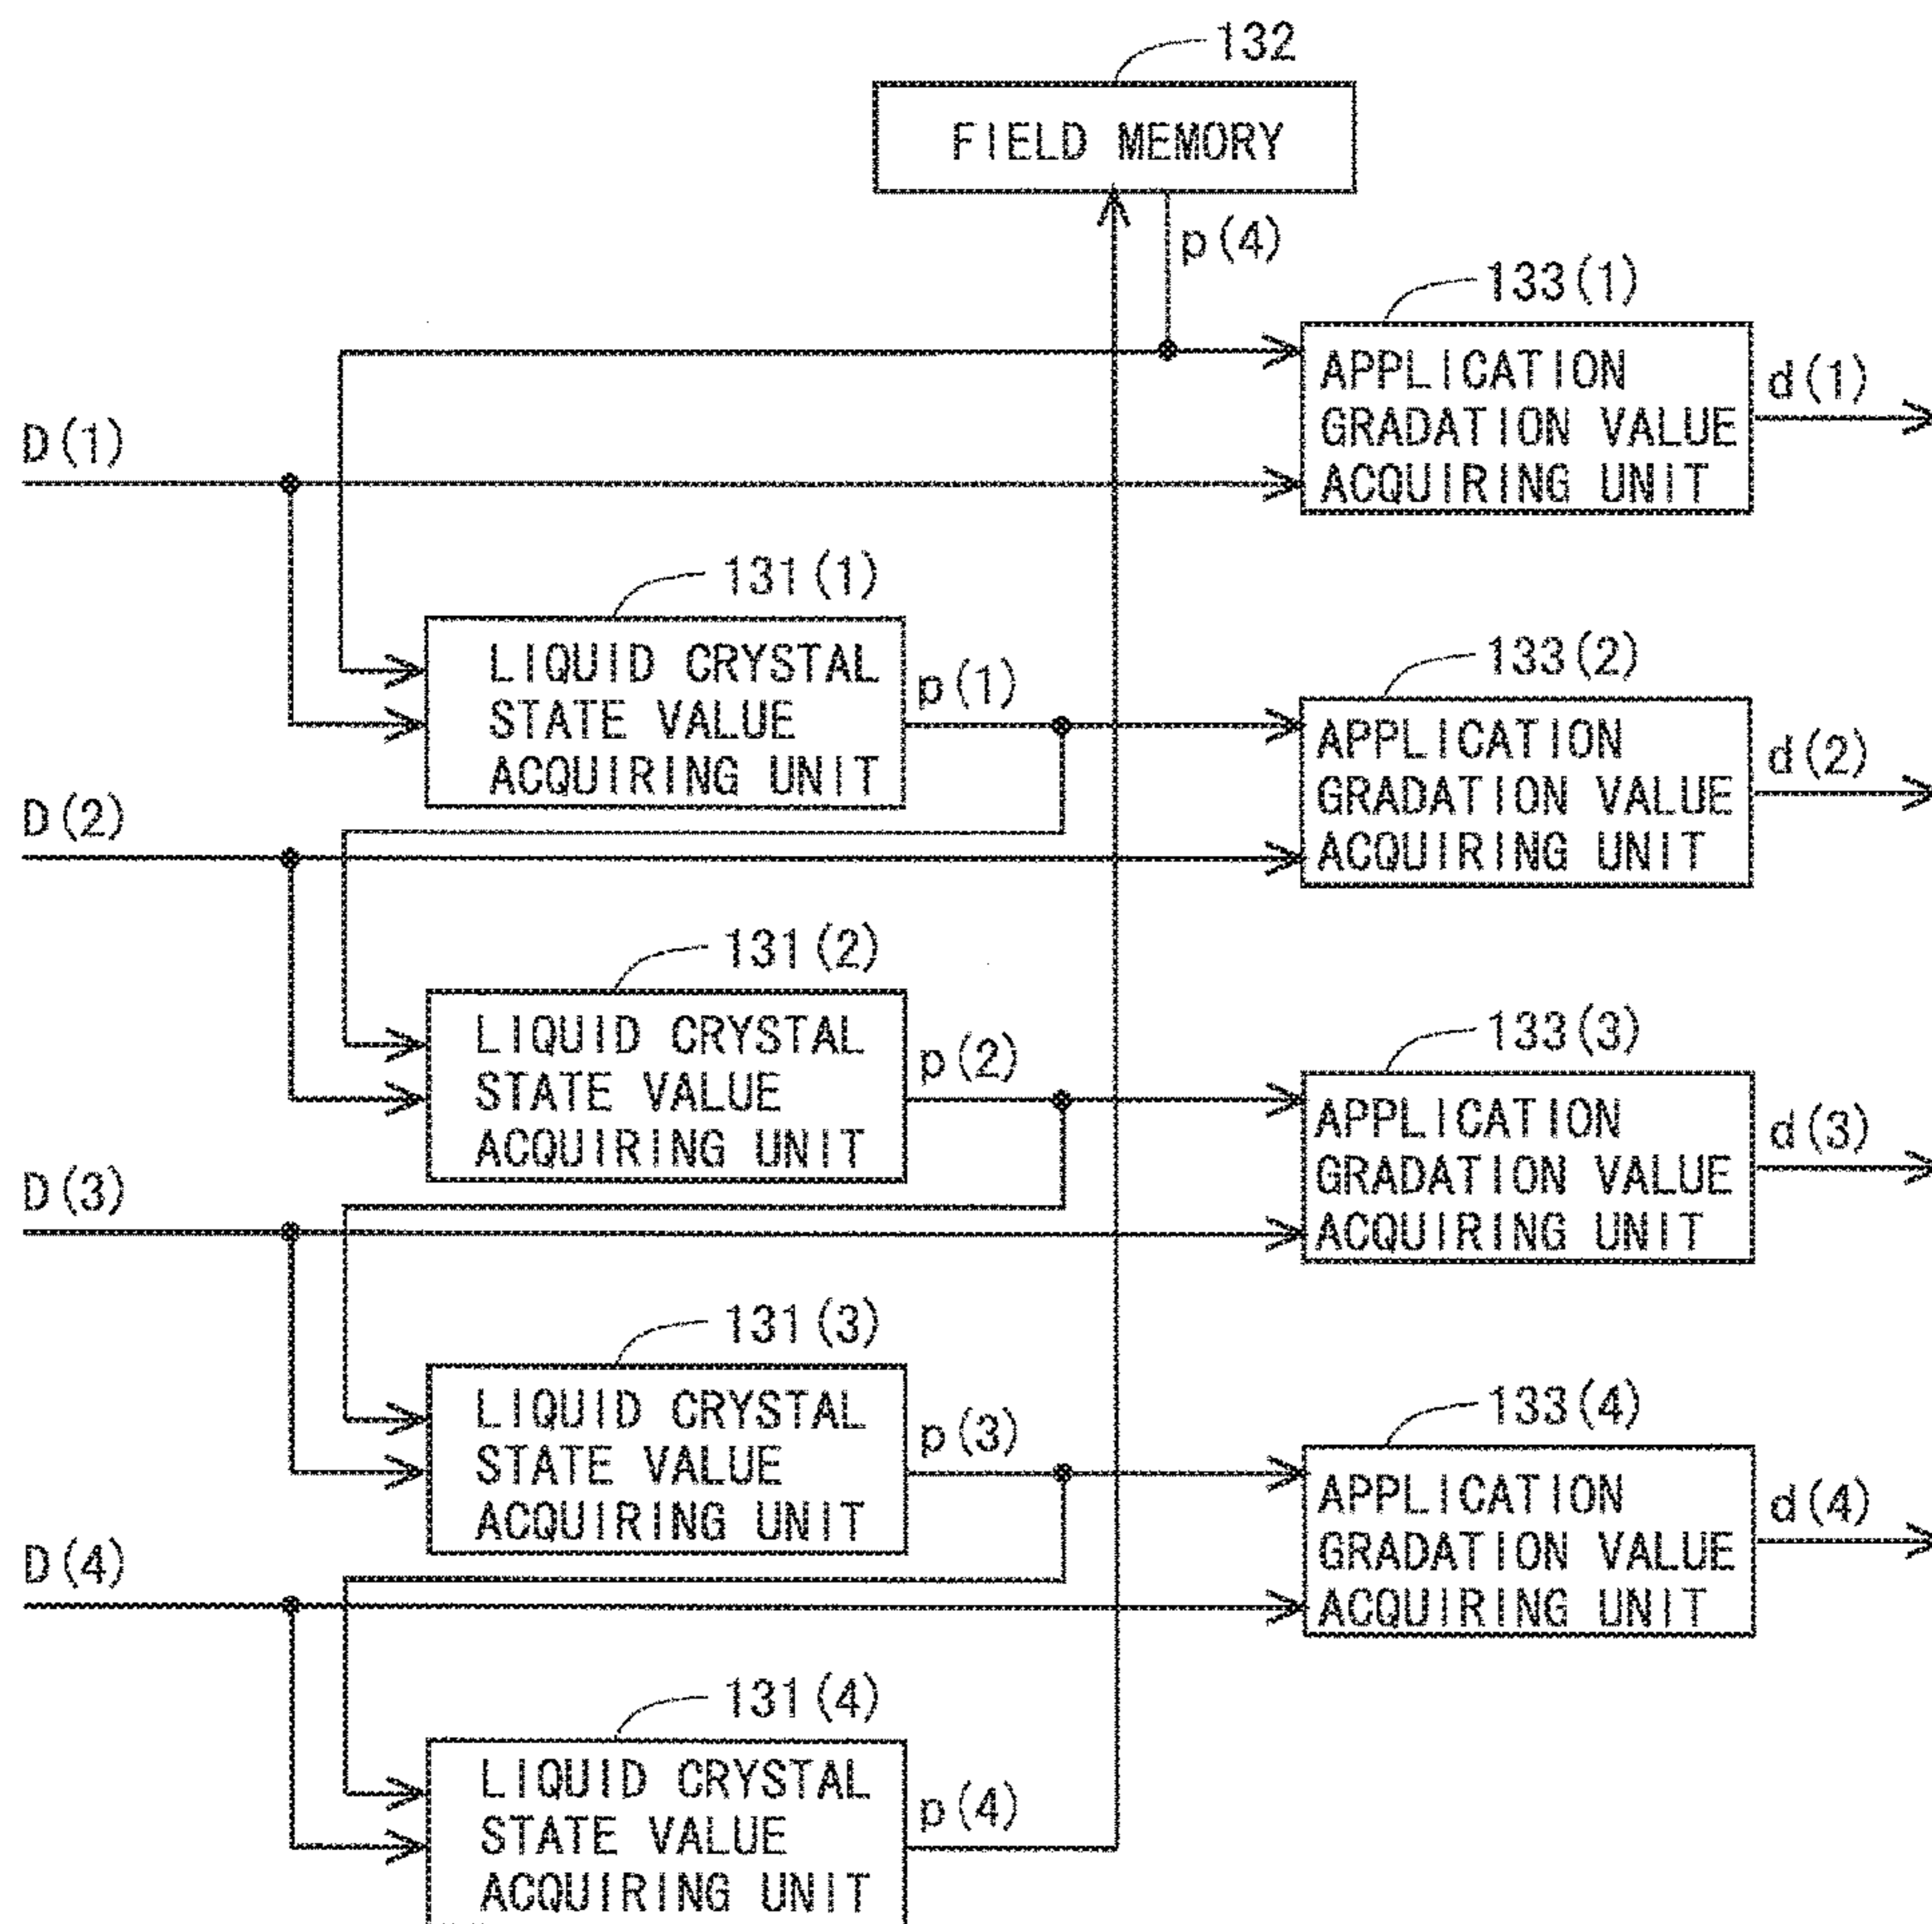 132
FIELD MEMORY
p(4)
133(1)
APPLICATION
GRADATION VALUE
ACQUIRING UNIT
d(1)
D(1)
131(1)
LIQUID CRYSTAL
STATE VALUE
ACQUIRING UNIT
p(1)
133(2)
APPLICATION
GRADATION VALUE
ACQUIRING UNIT
d(2)
D(2)
131(2)
LIQUID CRYSTAL
STATE VALUE
ACQUIRING UNIT
p(2)
133(3)
APPLICATION
GRADATION VALUE
ACQUIRING UNIT
d(3)
D(3)
131(3)
LIQUID CRYSTAL
STATE VALUE
ACQUIRING UNIT
p(3)
133(4)
APPLICATION
GRADATION VALUE
ACQUIRING UNIT
d(4)
D(4)
131(4)
LIQUID CRYSTAL
STATE VALUE
ACQUIRING UNIT
p(4)